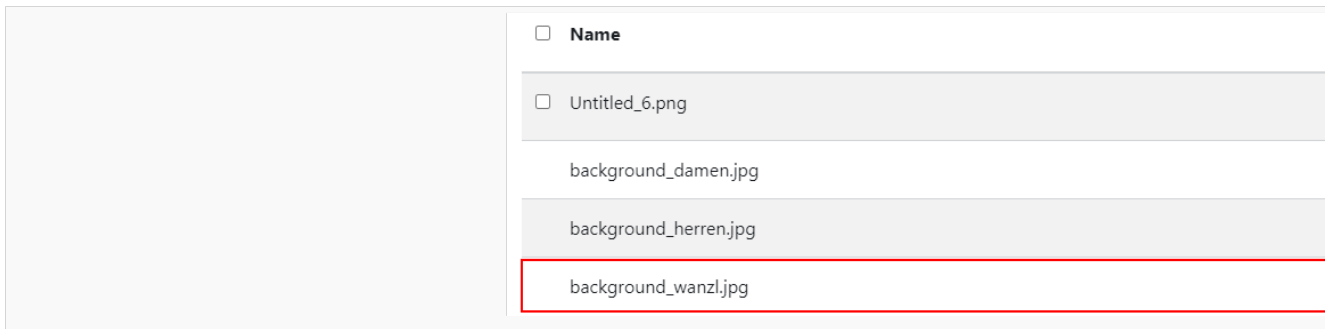 Name
Untitled_6.png
background_damen.jpg
background_herren.jpg
background_wanzl.jpg